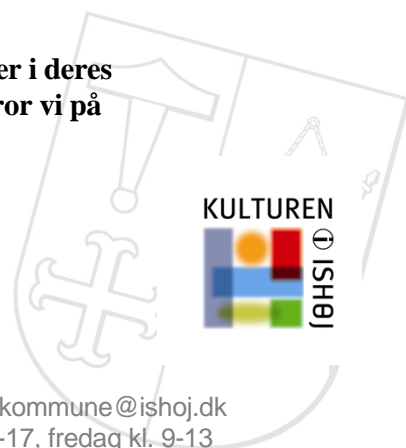 er i deres
ror vi på
KULTUREN
i ISHØJ
kommune@ishoj.dk
-17, fredag kl. 9-13